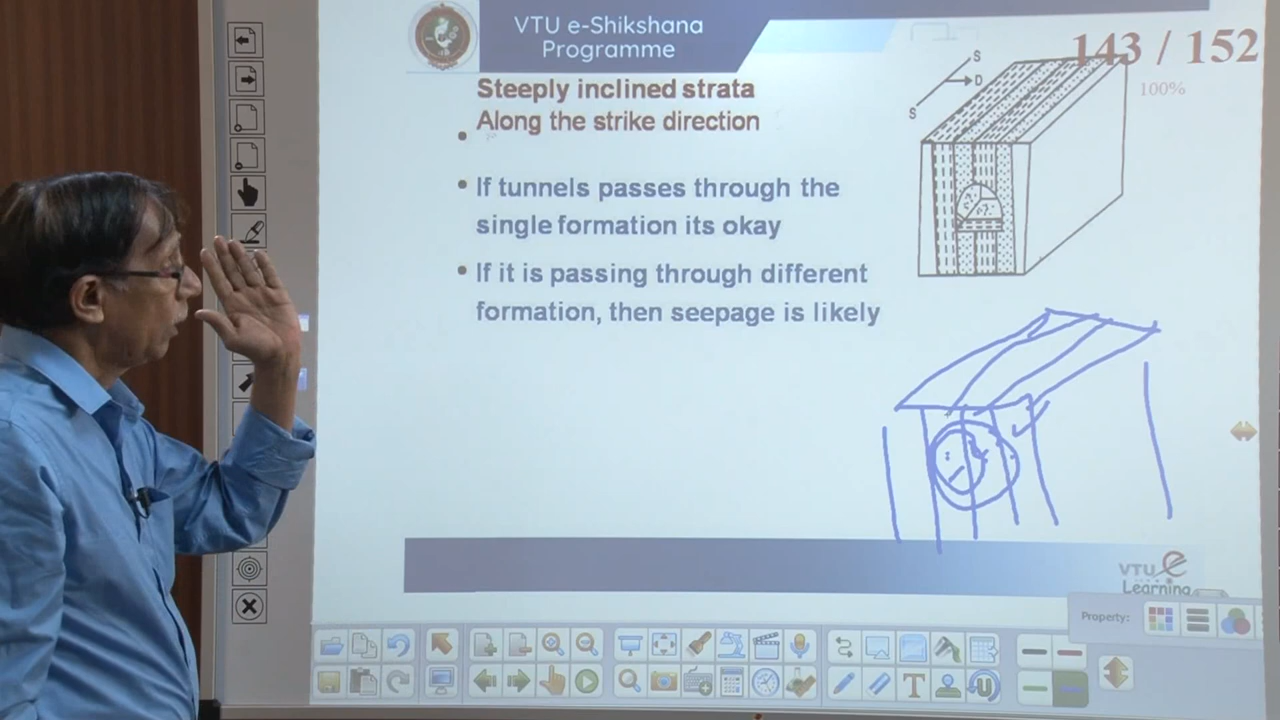 VTU e-Shikshana
Programme
143 / 152
100%
Steeply inclined strata
Along the strike direction
If tunnels passes through the
single formation its okay
If it is passing through different
formation, then seepage is likely
S
D
S
VTU e
Learning
Property: